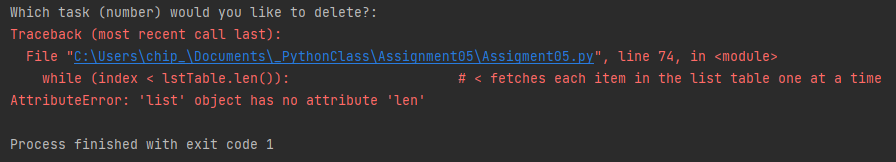 Which task (number) would you like to delete?:
Traceback (most recent call last):
  File "C:\Users\chip_\Documents\_PythonClass\Assignment05\Assigment05.py", line 74, in <module>
    while (index < lstTable.len()):                     # < fetches each item in the list table one at a time
AttributeError: 'list' object has no attribute 'len'
Process finished with exit code 1